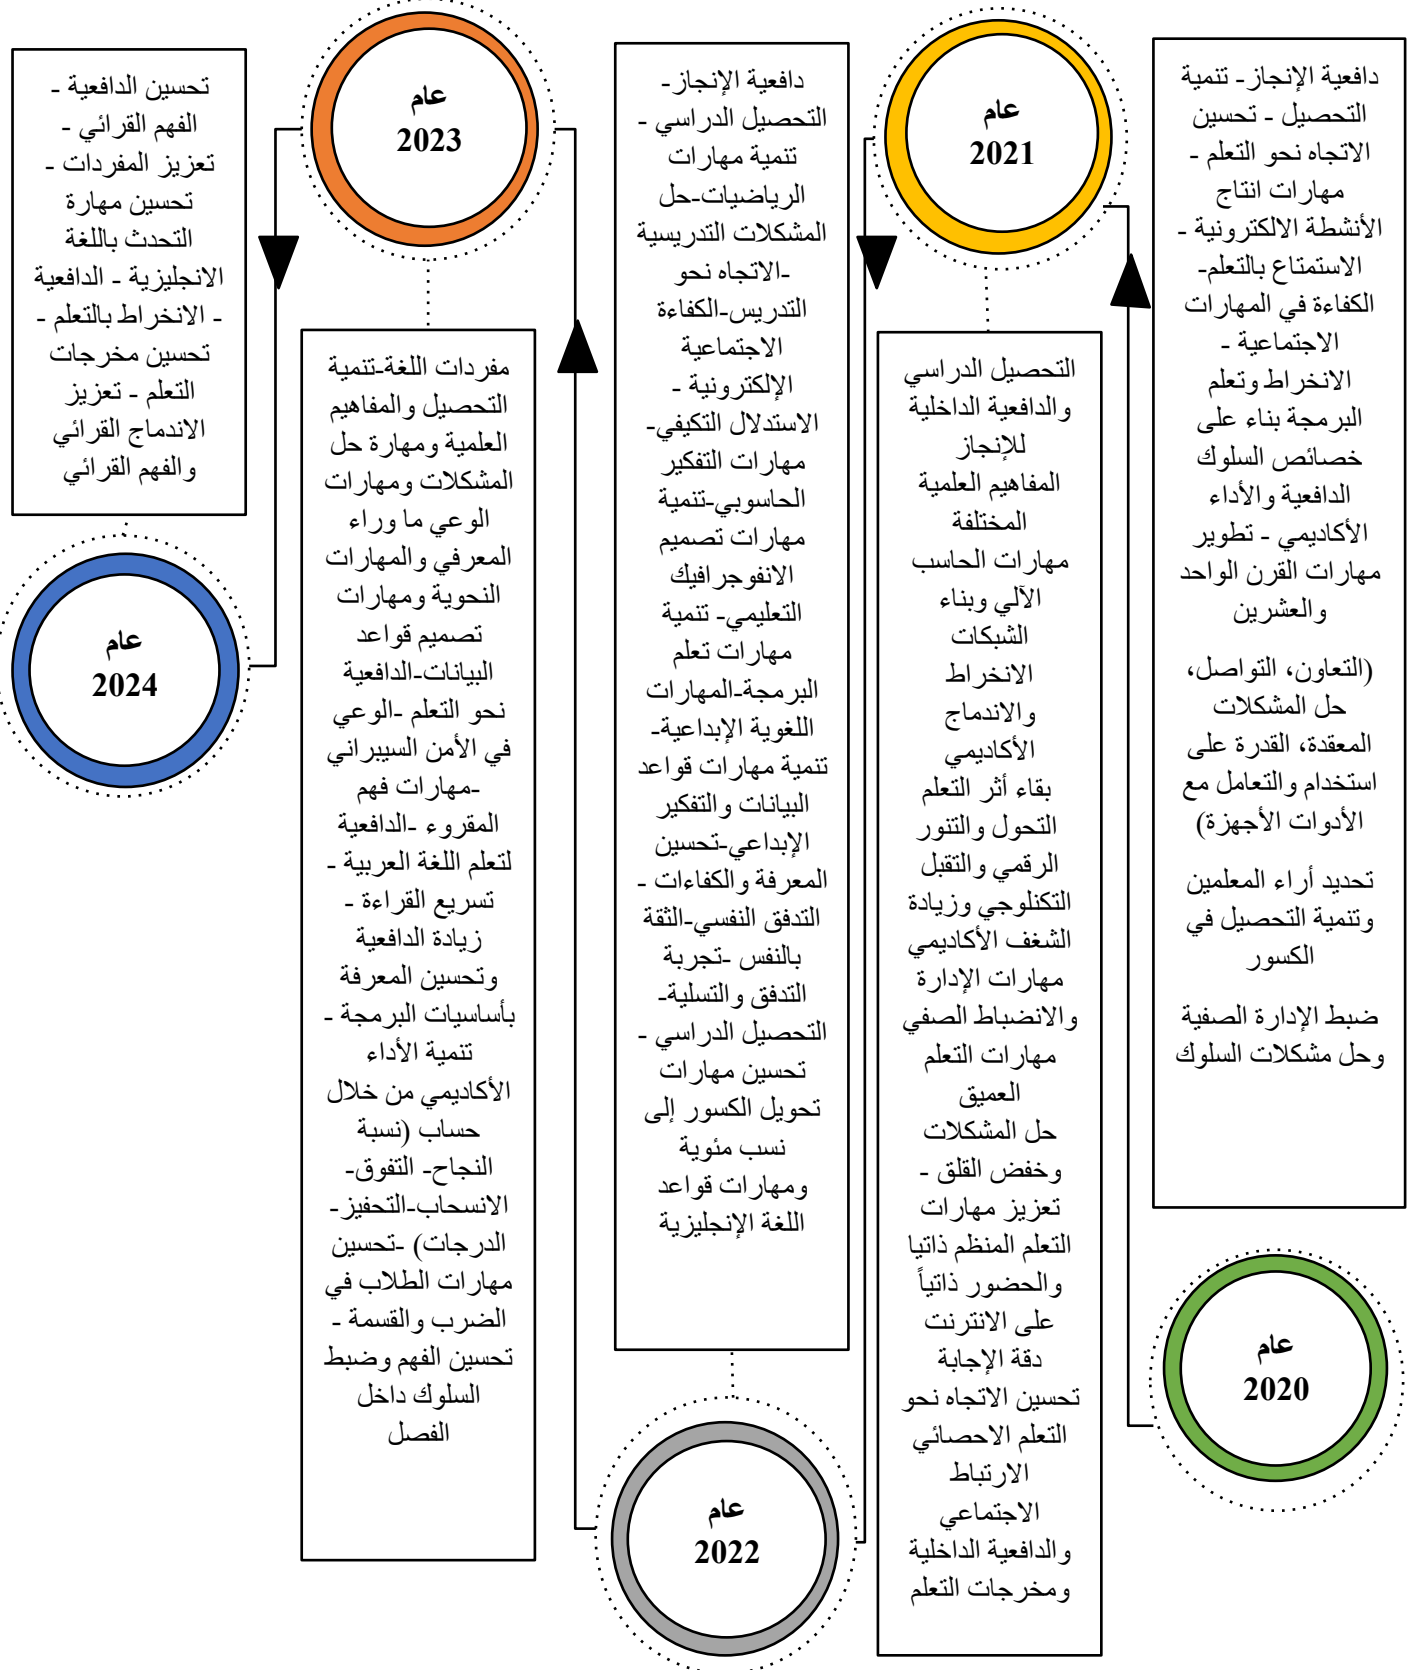 دافعية الإنجاز- تنمية
التحصيل - تحسين
الاتجاه نحو التعلم -
مهارات انتاج
الأنشطة الالكترونية -
الاستمتاع بالتعلم-
الكفاءة في المهارات
الاجتماعية -
الانخراط وتعلم
البرمجة بناء على
خصائص السلوك
الدافعية والأداء
الأكاديمي - تطوير
مهارات القرن الواحد
والعشرين
(التعاون، التواصل،
حل المشكلات
المعقدة، القدرة على
استخدام والتعامل مع
الأدوات الأجهزة)
تحديد أراء المعلمين
وتنمية التحصيل في
الكسور
ضبط الإدارة الصفية
وحل مشكلات السلوك
عام
2020
عام
2021
التحصيل الدراسي
والدافعية الداخلية
للإنجاز
المفاهيم العلمية
المختلفة
مهارات الحاسب
الآلي وبناء
الشبكات
الانخراط
والاندماج
الأكاديمي
بقاء أثر التعلم
التحول والتنور
الرقمي والتقبل
التكنلوجي وزيادة
الشغف الأكاديمي
مهارات الإدارة
والانضباط الصفي
مهارات التعلم
العميق
حل المشكلات
وخفض القلق -
تعزيز مهارات
التعلم المنظم ذاتيا
والحضور ذاتياً
على الانترنت
دقة الإجابة
تحسين الاتجاه نحو
التعلم الاحصائي
الارتباط
الاجتماعي
والدافعية الداخلية
ومخرجات التعلم
دافعية الإنجاز-
التحصيل الدراسي -
تنمية مهارات
الرياضيات-حل
المشكلات التدريسية
-الاتجاه نحو
التدريس-الكفاءة
الاجتماعية
الإلكترونية -
الاستدلال التكيفي-
مهارات التفكير
الحاسوبي-تنمية
مهارات تصميم
الانفوجرافيك
التعليمي- تنمية
مهارات تعلم
البرمجة-المهارات
اللغوية الإبداعية-
تنمية مهارات قواعد
البيانات والتفكير
الإبداعي-تحسين
المعرفة والكفاءات -
التدفق النفسي-الثقة
بالنفس -تجربة
التدفق والتسلية-
التحصيل الدراسي -
تحسين مهارات
تحويل الكسور إلى
نسب مئوية
ومهارات قواعد
اللغة الإنجليزية
عام
2022
عام
2023
مفردات اللغة-تنمية
التحصيل والمفاهيم
العلمية ومهارة حل
المشكلات ومهارات
الوعي ما وراء
المعرفي والمهارات
النحوية ومهارات
تصميم قواعد
البيانات-الدافعية
نحو التعلم -الوعي
في الأمن السيبراني
-مهارات فهم
المقروء -الدافعية
لتعلم اللغة العربية -
تسريع القراءة -
زيادة الدافعية
وتحسين المعرفة
بأساسيات البرمجة -
تنمية الأداء
الأكاديمي من خلال
حساب (نسبة
النجاح- التفوق-
الانسحاب-التحفيز-
الدرجات) -تحسين
مهارات الطلاب في
الضرب والقسمة -
تحسين الفهم وضبط
السلوك داخل
الفصل
تحسين الدافعية -
الفهم القرائي -
تعزيز المفردات -
تحسين مهارة
التحدث باللغة
الانجليزية - الدافعية
- الانخراط بالتعلم -
تحسين مخرجات
التعلم - تعزيز
الاندماج القرائي
والفهم القرائي
عام
2024